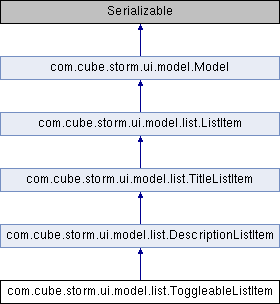 Serializable
com.cube.storm.ui.model.Model
com.cube.storm.ui.model.list.ListItem
com.cube.storm.ui.model.list.TitleListItem
com.cube.storm.ui.model.list.DescriptionListItem
com.cube.storm.ui.model.list.ToggleableListItem